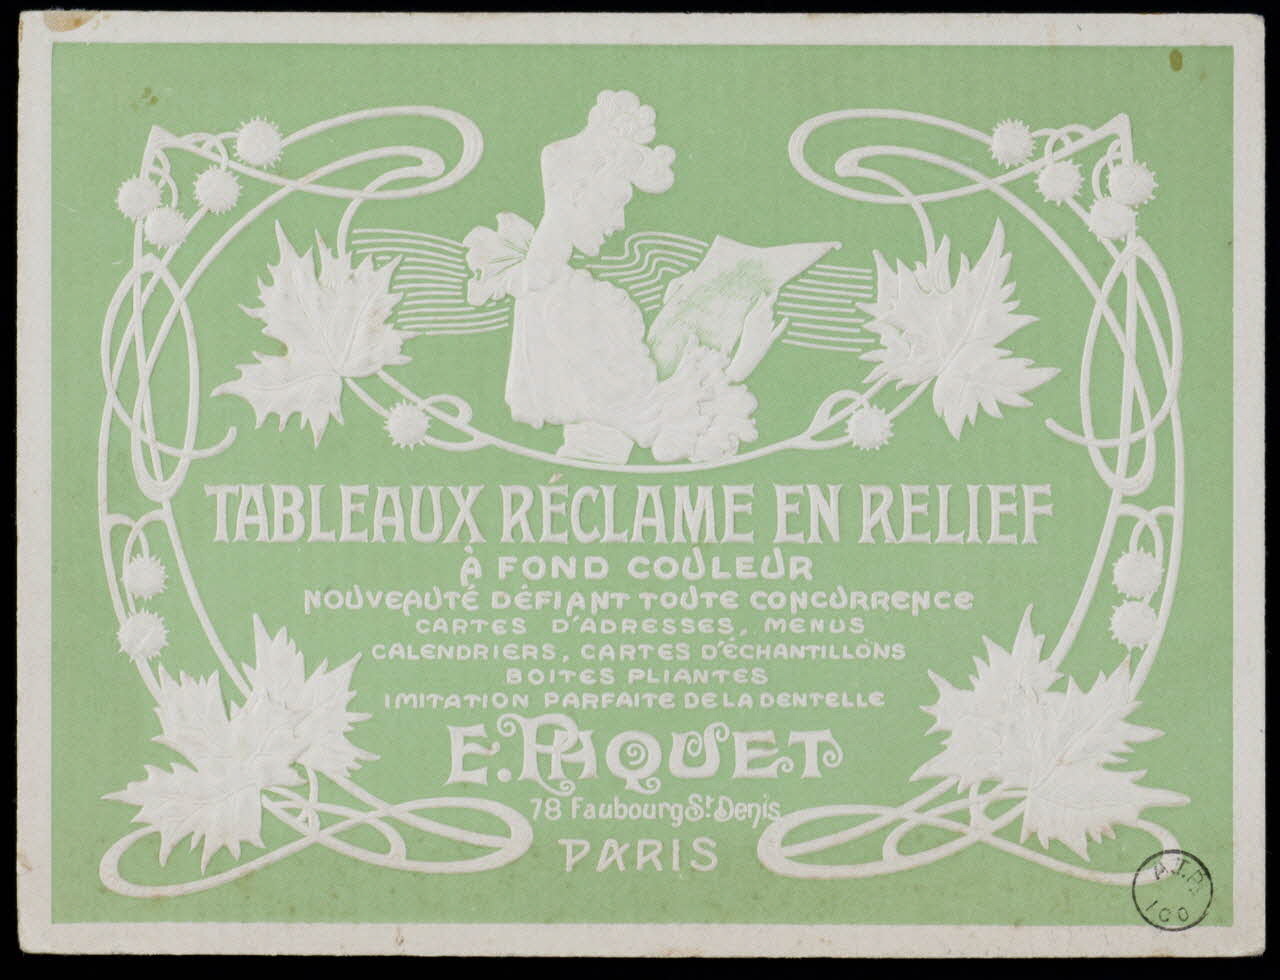 TABLEAUX RÉCLAME EN RELIEF
À FOND COULEUR
NOUVEAUTÉ DÉFIANT TOUTE CONCURRENCE
CARTES D'ADRESSES, MENUS
CALENDRIERS, CARTES D'ÉCHANTILLONS
BOITES PLIANTES
IMITATION PARFAITE DE LA DENTELLE
E. PAQUET
78 Faubourg St Denis
PARIS
A.T.P.
ICO